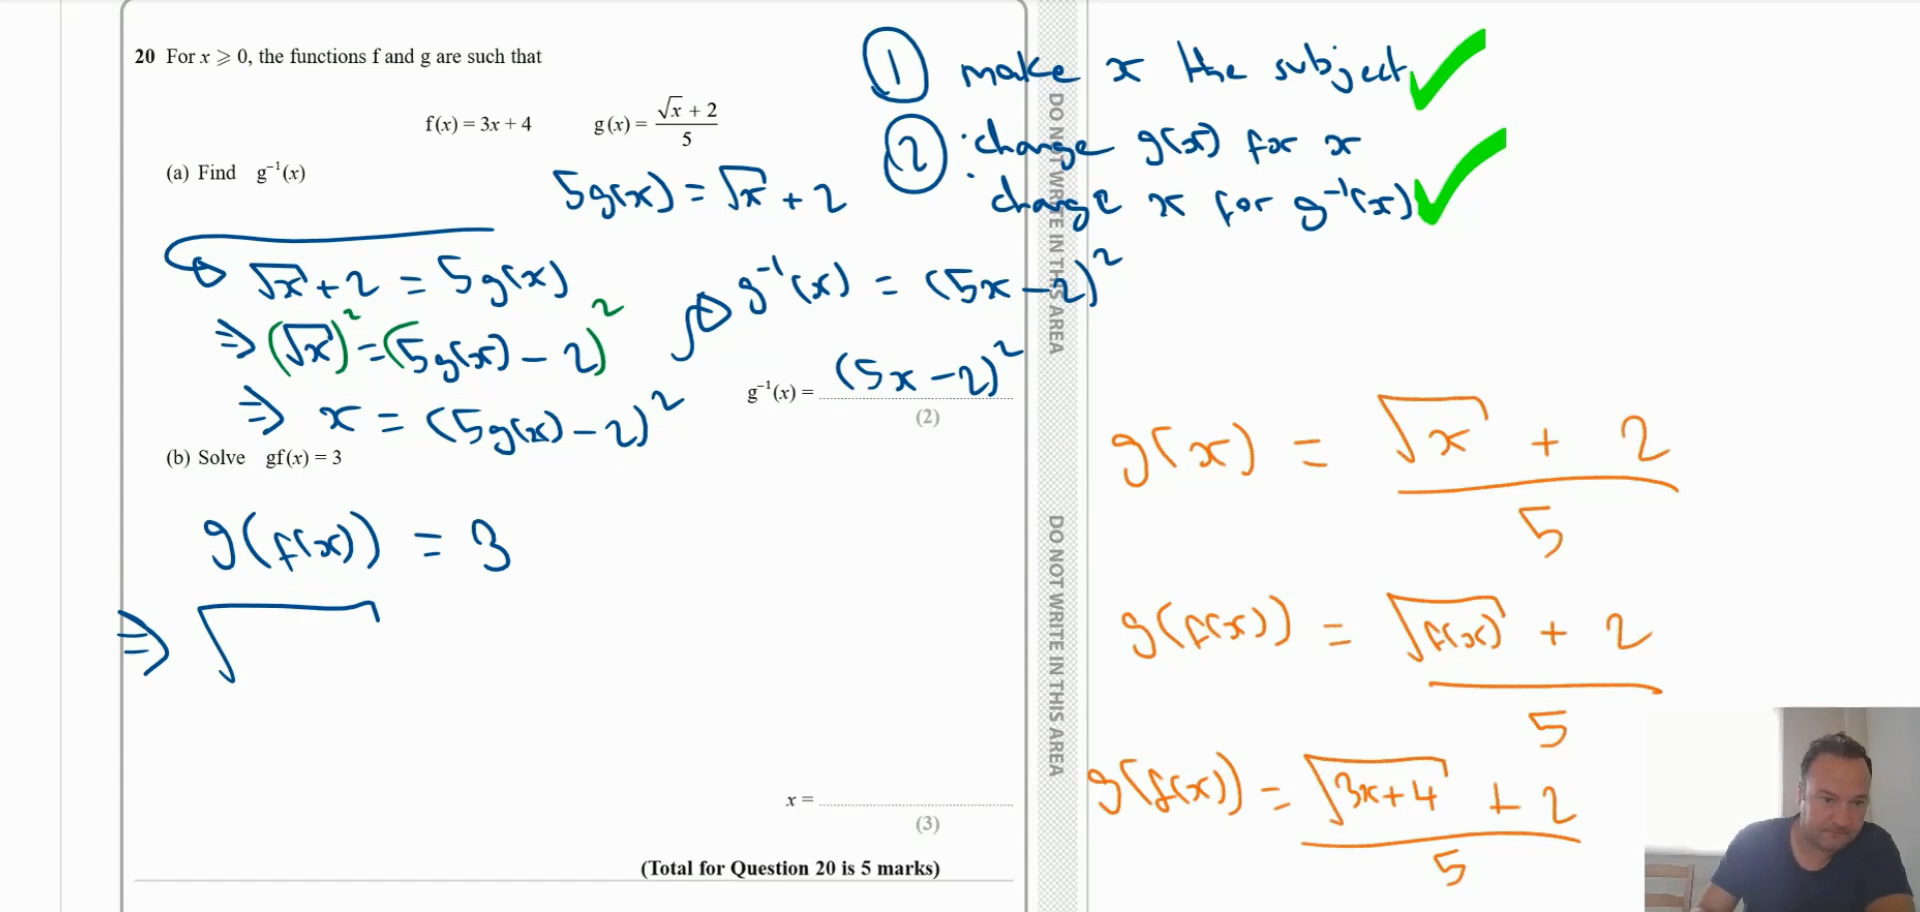 20 For x ⩾ 0, the functions f and g are such that
f(x) = 3x + 4
g(x) = (√x + 2)/5
(a) Find g⁻¹(x)
5g(x) = √x + 2
√x + 2 = 5g(x)
⇒ (√x)² = (5g(x) − 2)²
⇒ x = (5g(x) − 2)²
g⁻¹(x) = (5x − 2)²
g⁻¹(x) = (5x − 2)²
(2)
(b) Solve gf(x) = 3
g(f(x)) = 3
⇒ √
x =
(3)
(Total for Question 20 is 5 marks)
DO NOT WRITE IN THIS AREA
DO NOT WRITE IN THIS AREA
① make x the subject
② · change g(x) for x
· change x for g⁻¹(x)
g(x) = (√x + 2)/5
g(f(x)) = (√f(x) + 2)/5
g(f(x)) = (√3x+4 + 2)/5